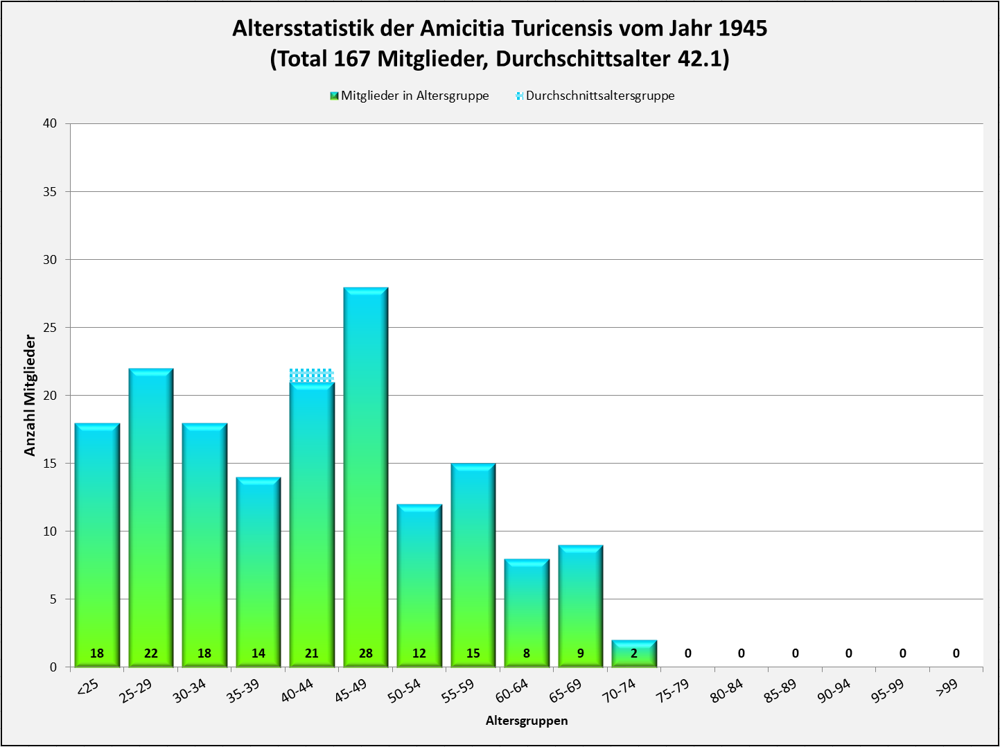 Altersstatistik der Amicitia Turicensis vom Jahr 1945
(Total 167 Mitglieder, Durchschittsalter 42.1)
Mitglieder in Altersgruppe Durchschnittsaltersgruppe
40
35
30
25
20
15
10
5
0
Anzahl Mitglieder
18 22 18 14 21 28 12 15 8 9 2 0 0 0 0 0 0
<25 25-29 30-34 35-39 40-44 45-49 50-54 55-59 60-64 65-69 70-74 75-79 80-84 85-89 90-94 95-99 >99
Altersgruppen